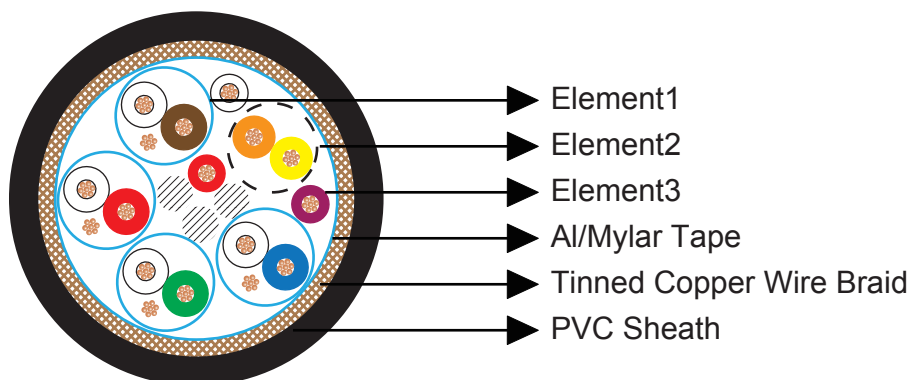 Element1
Element2
Element3
Al/Mylar Tape
Tinned Copper Wire Braid
PVC Sheath